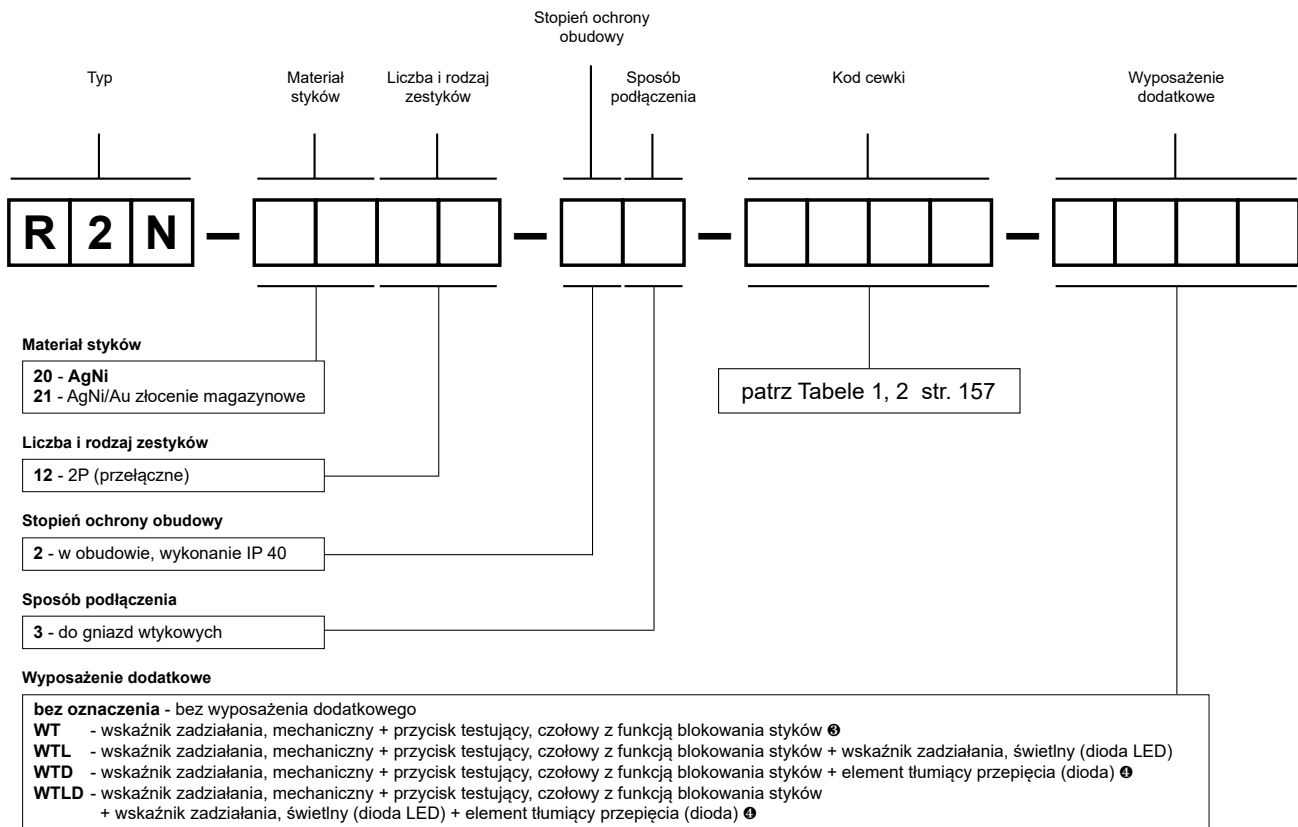 Stopień ochrony
obudowy
Typ
Materiał
styków
Liczba i rodzaj
zestyków
Sposób
podłączenia
Kod cewki
Wyposażenie
dodatkowe
R 2 N – – – –
Materiał styków
20 - AgNi
21 - AgNi/Au złocenie magazynowe
patrz Tabele 1, 2 str. 157
Liczba i rodzaj zestyków
12 - 2P (przełączne)
Stopień ochrony obudowy
2 - w obudowie, wykonanie IP 40
Sposób podłączenia
3 - do gniazd wtykowych
Wyposażenie dodatkowe
bez oznaczenia - bez wyposażenia dodatkowego
WT - wskaźnik zadziałania, mechaniczny + przycisk testujący, czołowy z funkcją blokowania styków ❸
WTL - wskaźnik zadziałania, mechaniczny + przycisk testujący, czołowy z funkcją blokowania styków + wskaźnik zadziałania, świetlny (dioda LED)
WTD - wskaźnik zadziałania, mechaniczny + przycisk testujący, czołowy z funkcją blokowania styków + element tłumiący przepięcia (dioda) ❹
WTLD - wskaźnik zadziałania, mechaniczny + przycisk testujący, czołowy z funkcją blokowania styków
+ wskaźnik zadziałania, świetlny (dioda LED) + element tłumiący przepięcia (dioda) ❹